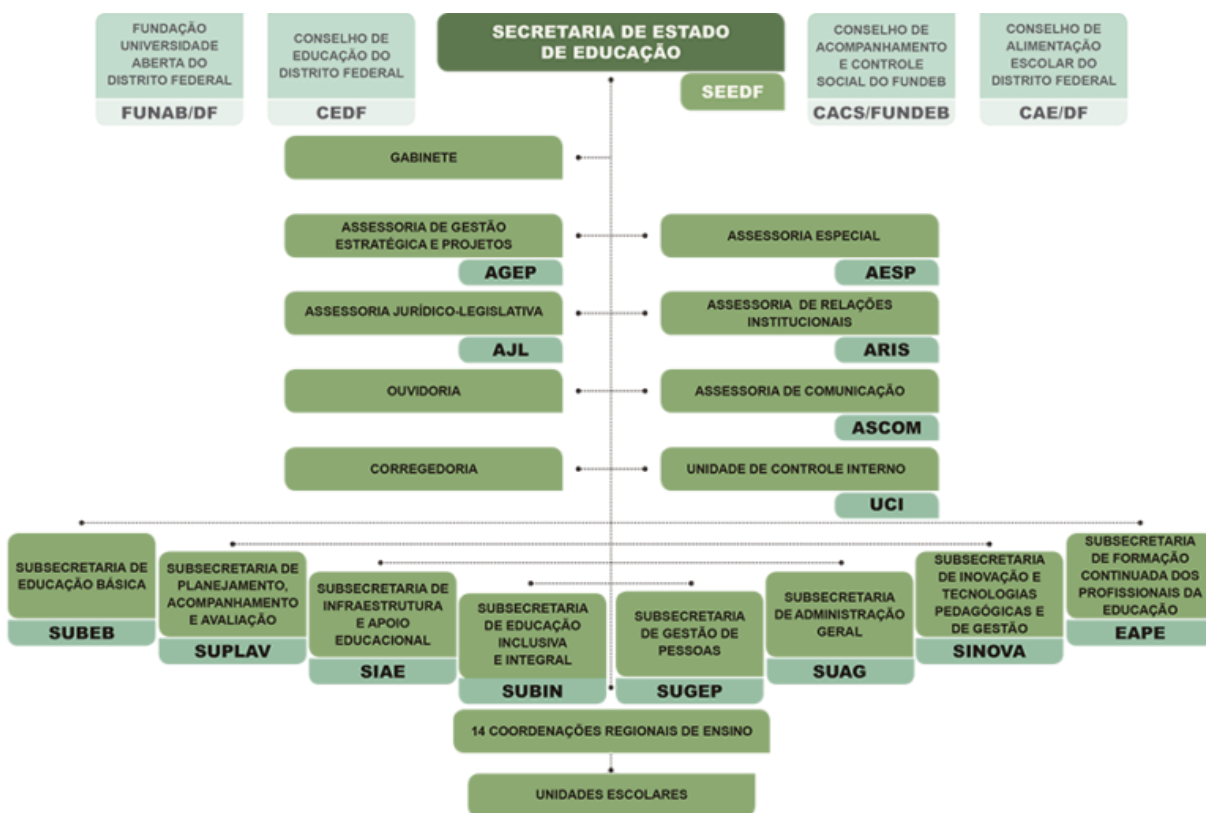 FUNDAÇÃO
UNIVERSIDADE
ABERTA DO
DISTRITO FEDERAL
FUNAB/DF
CONSELHO DE
EDUCAÇÃO DO
DISTRITO FEDERAL
CEDF
SECRETARIA DE ESTADO
DE EDUCAÇÃO
SEEDF
CONSELHO DE
ACOMPANHAMENTO
E CONTROLE
SOCIAL DO FUNDEB
CACS/FUNDEB
CONSELHO DE
ALIMENTAÇÃO
ESCOLAR DO
DISTRITO FEDERAL
CAE/DF
GABINETE
ASSESSORIA DE GESTÃO
ESTRATÉGICA E PROJETOS
AGEP
ASSESSORIA ESPECIAL
AESP
ASSESSORIA JURÍDICO-LEGISLATIVA
AJL
ASSESSORIA DE RELAÇÕES
INSTITUCIONAIS
ARIS
OUVIDORIA
ASSESSORIA DE COMUNICAÇÃO
ASCOM
CORREGEDORIA
UNIDADE DE CONTROLE INTERNO
UCI
SUBSECRETARIA DE
EDUCAÇÃO BÁSICA
SUBEB
SUBSECRETARIA DE
PLANEJAMENTO,
ACOMPANHAMENTO
E AVALIAÇÃO
SUPLAV
SUBSECRETARIA DE
INFRAESTRUTURA
E APOIO
EDUCACIONAL
SIAE
SUBSECRETARIA
DE EDUCAÇÃO
INCLUSIVA
E INTEGRAL
SUBIN
SUBSECRETARIA
DE GESTÃO DE
PESSOAS
SUGEP
SUBSECRETARIA
DE ADMINISTRAÇÃO
GERAL
SUAG
SUBSECRETARIA
DE INOVAÇÃO E
TECNOLOGIAS
PEDAGÓGICAS E
DE GESTÃO
SINOVA
SUBSECRETARIA
DE FORMAÇÃO
CONTINUADA DOS
PROFISSIONAIS DA
EDUCAÇÃO
EAPE
14 COORDENAÇÕES REGIONAIS DE ENSINO
UNIDADES ESCOLARES